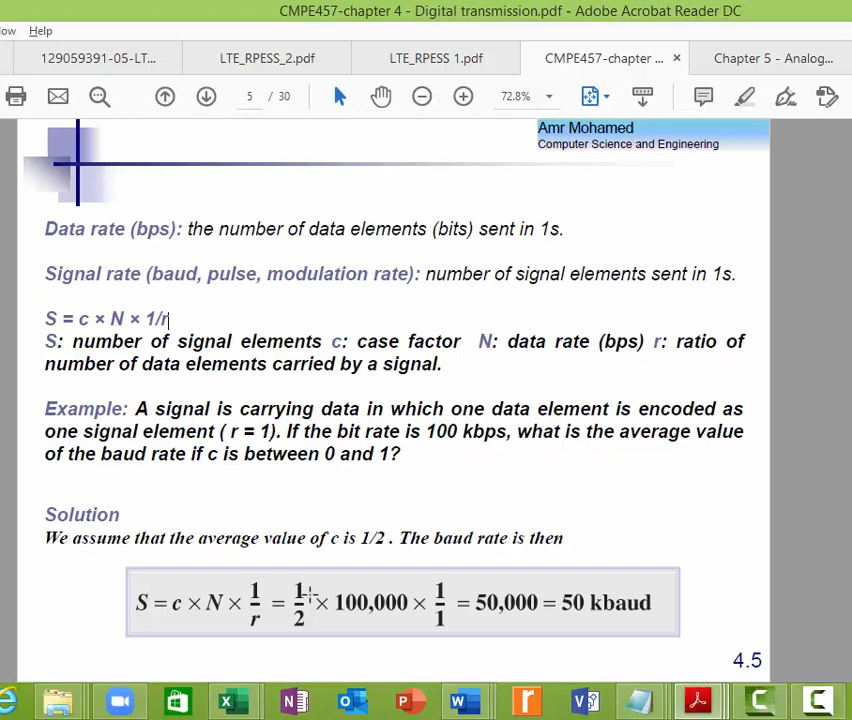 CMPE457-chapter 4 - Digital transmission.pdf - Adobe Acrobat Reader DC
ow Help
129059391-05-LT... LTE_RPESS_2.pdf LTE_RPESS 1.pdf CMPE457-chapter ... × Chapter 5 - Analog...
5 / 30 72.8%
Amr Mohamed
Computer Science and Engineering
Data rate (bps): the number of data elements (bits) sent in 1s.
Signal rate (baud, pulse, modulation rate): number of signal elements sent in 1s.
S = c × N × 1/r
S: number of signal elements c: case factor N: data rate (bps) r: ratio of
number of data elements carried by a signal.
Example: A signal is carrying data in which one data element is encoded as
one signal element ( r = 1). If the bit rate is 100 kbps, what is the average value
of the baud rate if c is between 0 and 1?
Solution
We assume that the average value of c is 1/2 . The baud rate is then
S = c × N × 1/r = 1/2 × 100,000 × 1/1 = 50,000 = 50 kbaud
4.5